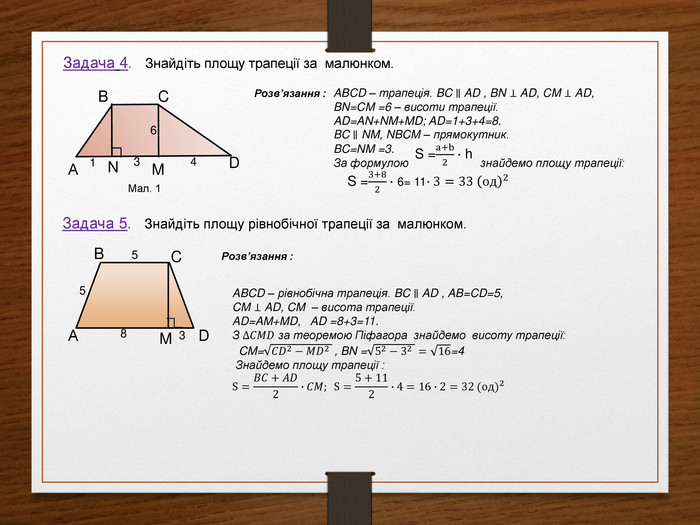 Задача 4. Знайдіть площу трапеції за малюнком.
B C
6
A 1 N 3 M 4 D
Мал. 1
Розв’язання : ABCD – трапеція. BC ǁ AD , BN ⊥ AD, CM ⊥ AD,
BN=CM =6 – висоти трапеції.
AD=AN+NM+MD; AD=1+3+4=8.
BC ǁ NM, NBCM – прямокутник.
BC=NM =3.
За формулою S =(a+b)/2 · h знайдемо площу трапеції:
S =(3+8)/2 · 6= 11· 3 = 33 (од)²
Задача 5. Знайдіть площу рівнобічної трапеції за малюнком.
B 5 C
5
A 8 M 3 D
Розв’язання :
ABCD – рівнобічна трапеція. BC ǁ AD , AB=CD=5,
CM ⊥ AD, CM – висота трапеції.
AD=AM+MD, AD =8+3=11.
З ∆CMD за теоремою Піфагора знайдемо висоту трапеції:
CM=√(CD² − MD²) , BN =√(5² − 3²) = √16=4
Знайдемо площу трапеції :
S = (BC + AD)/2 · CM; S = (5 + 11)/2 · 4 = 16 · 2 = 32 (од)²